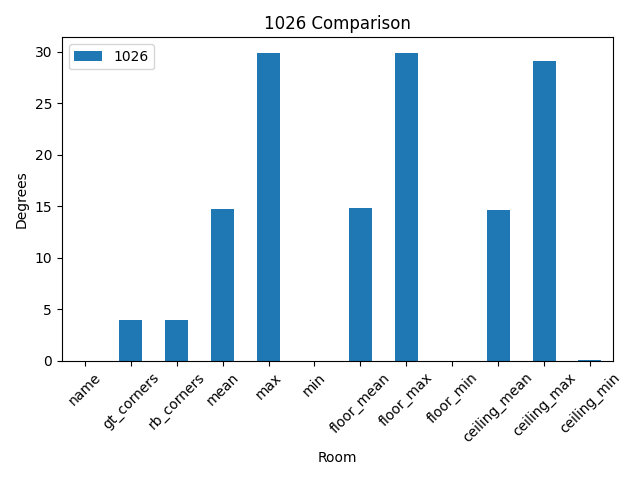 1026 Comparison
1026
Degrees
30
25
20
15
10
5
0
name
gt_corners
rb_corners
mean
max
min
floor_mean
floor_max
floor_min
ceiling_mean
ceiling_max
ceiling_min
Room